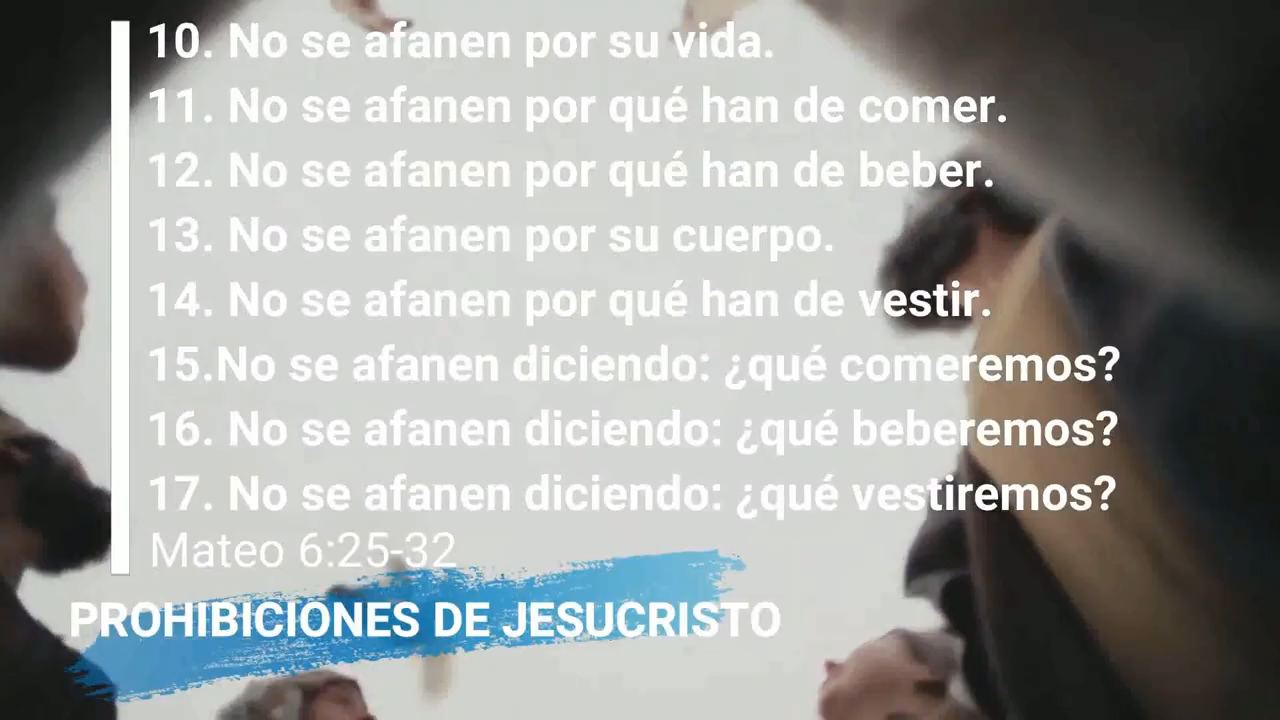 10. No se afanen por su vida.
11. No se afanen por qué han de comer.
12. No se afanen por qué han de beber.
13. No se afanen por su cuerpo.
14. No se afanen por qué han de vestir.
15.No se afanen diciendo: ¿qué comeremos?
16. No se afanen diciendo: ¿qué beberemos?
17. No se afanen diciendo: ¿qué vestiremos?
Mateo 6:25-32
PROHIBICIONES DE JESUCRISTO